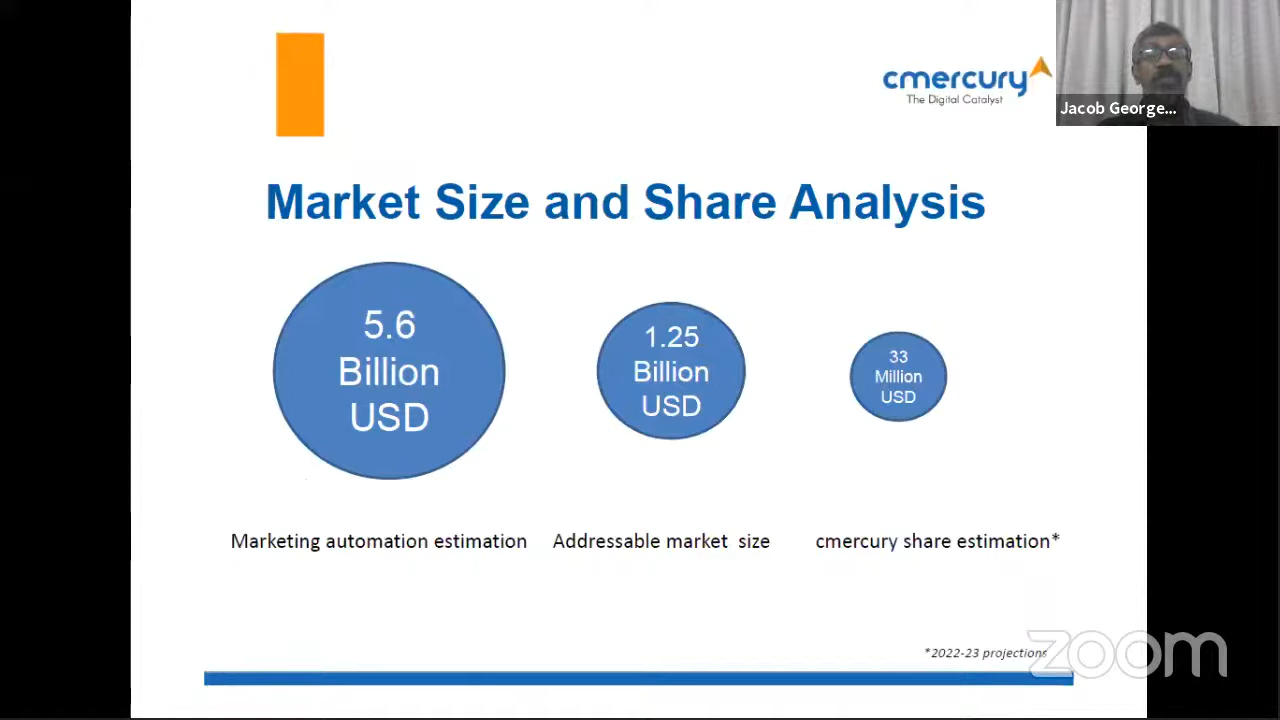 cmercury
The Digital Catalyst
Jacob George...
Market Size and Share Analysis
5.6
Billion
USD
1.25
Billion
USD
33
Million
USD
Marketing automation estimation
Addressable market size
cmercury share estimation*
*2022-23 projections
zoom